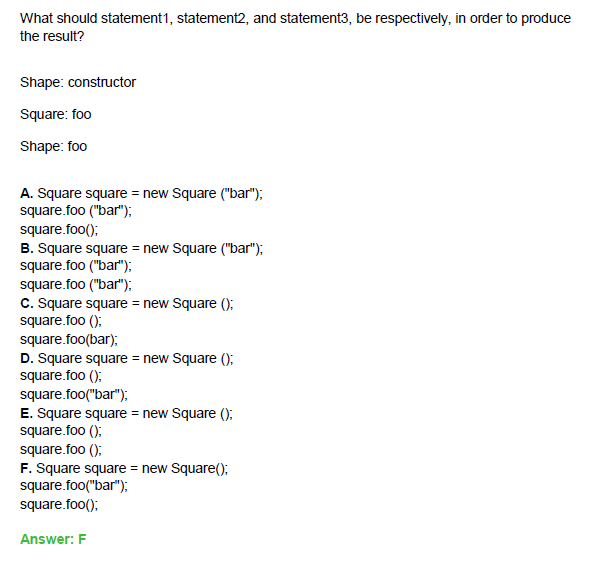 What should statement1, statement2, and statement3, be respectively, in order to produce
the result?
Shape: constructor
Square: foo
Shape: foo
A. Square square = new Square ("bar");
square.foo ("bar");
square.foo();
B. Square square = new Square ("bar");
square.foo ("bar");
square.foo ("bar");
C. Square square = new Square ();
square.foo ();
square.foo(bar);
D. Square square = new Square ();
square.foo ();
square.foo("bar");
E. Square square = new Square ();
square.foo ();
square.foo ();
F. Square square = new Square();
square.foo("bar");
square.foo();
Answer: F